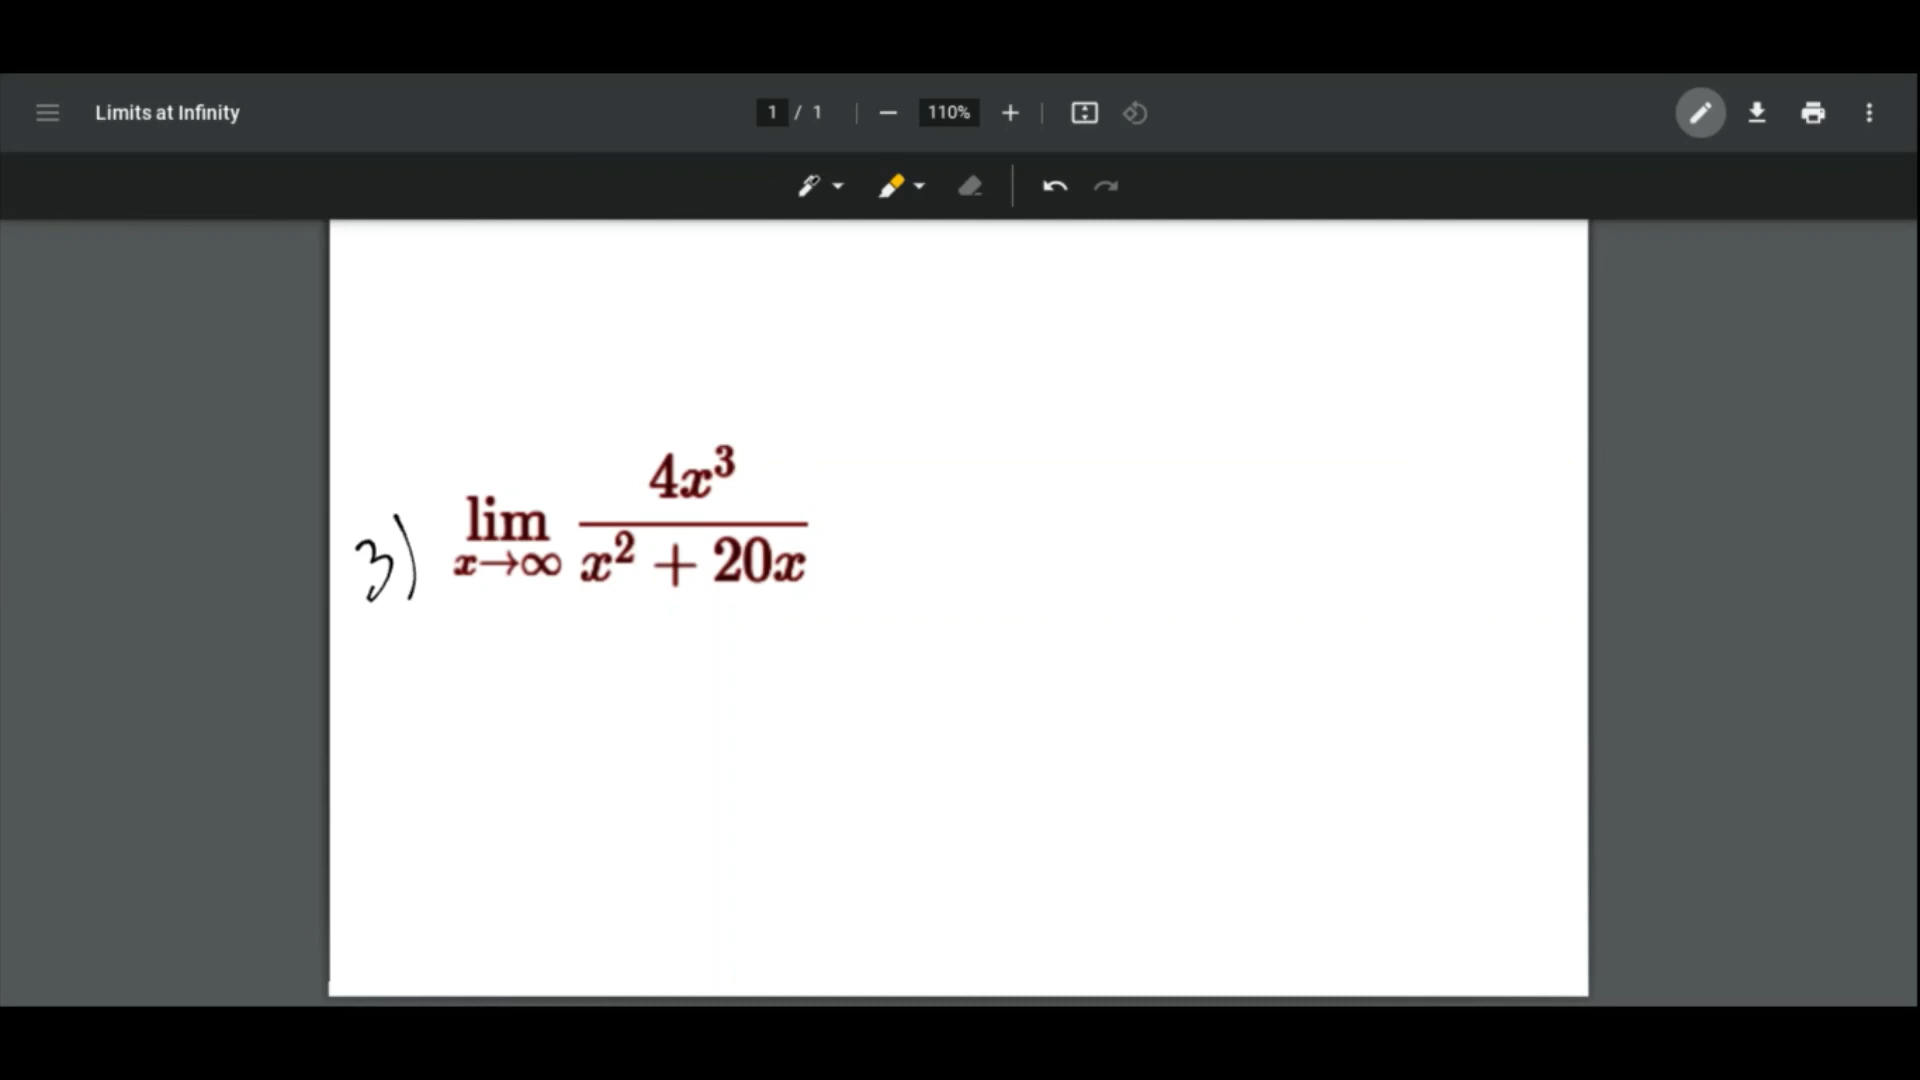 Limits at Infinity
1 / 1
110%
3) lim x→∞ 4x³ / x² + 20x